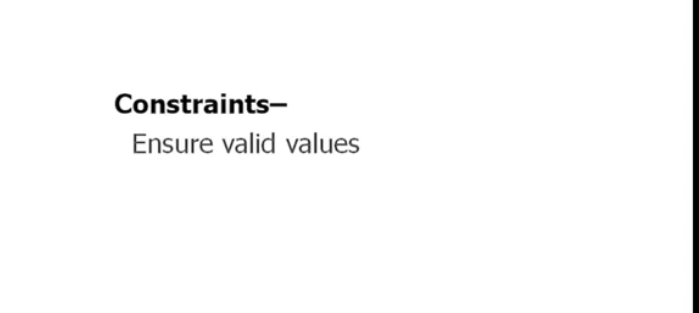 Constraints–
Ensure valid values